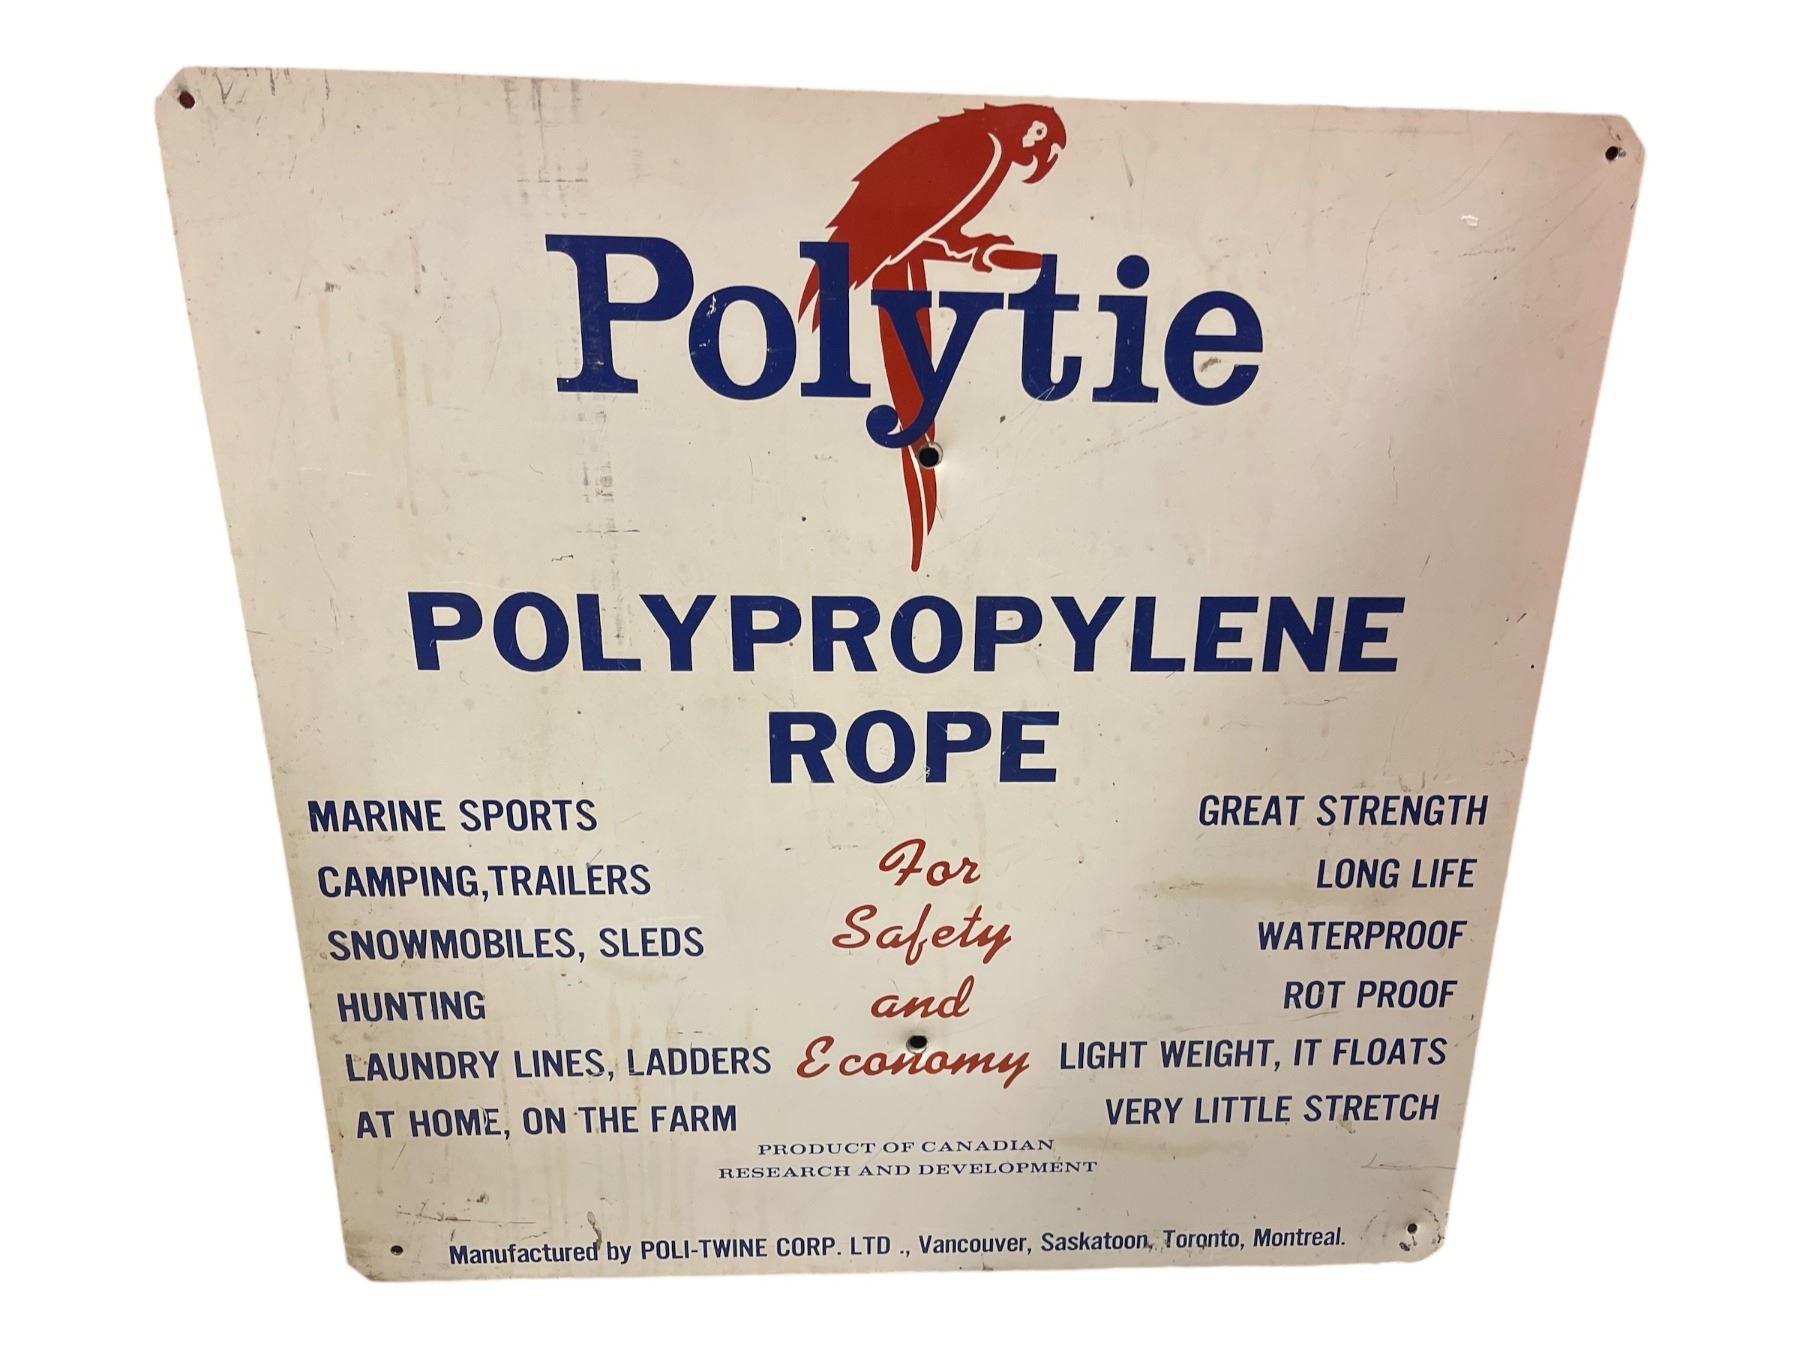 Polytie
POLYPROPYLENE
ROPE
MARINE SPORTS
CAMPING,TRAILERS
SNOWMOBILES, SLEDS
HUNTING
LAUNDRY LINES, LADDERS
AT HOME, ON THE FARM
For
Safety
and
Economy
GREAT STRENGTH
LONG LIFE
WATERPROOF
ROT PROOF
LIGHT WEIGHT, IT FLOATS
VERY LITTLE STRETCH
PRODUCT OF CANADIAN
RESEARCH AND DEVELOPMENT
Manufactured by POLI-TWINE CORP. LTD ., Vancouver, Saskatoon, Toronto, Montreal.